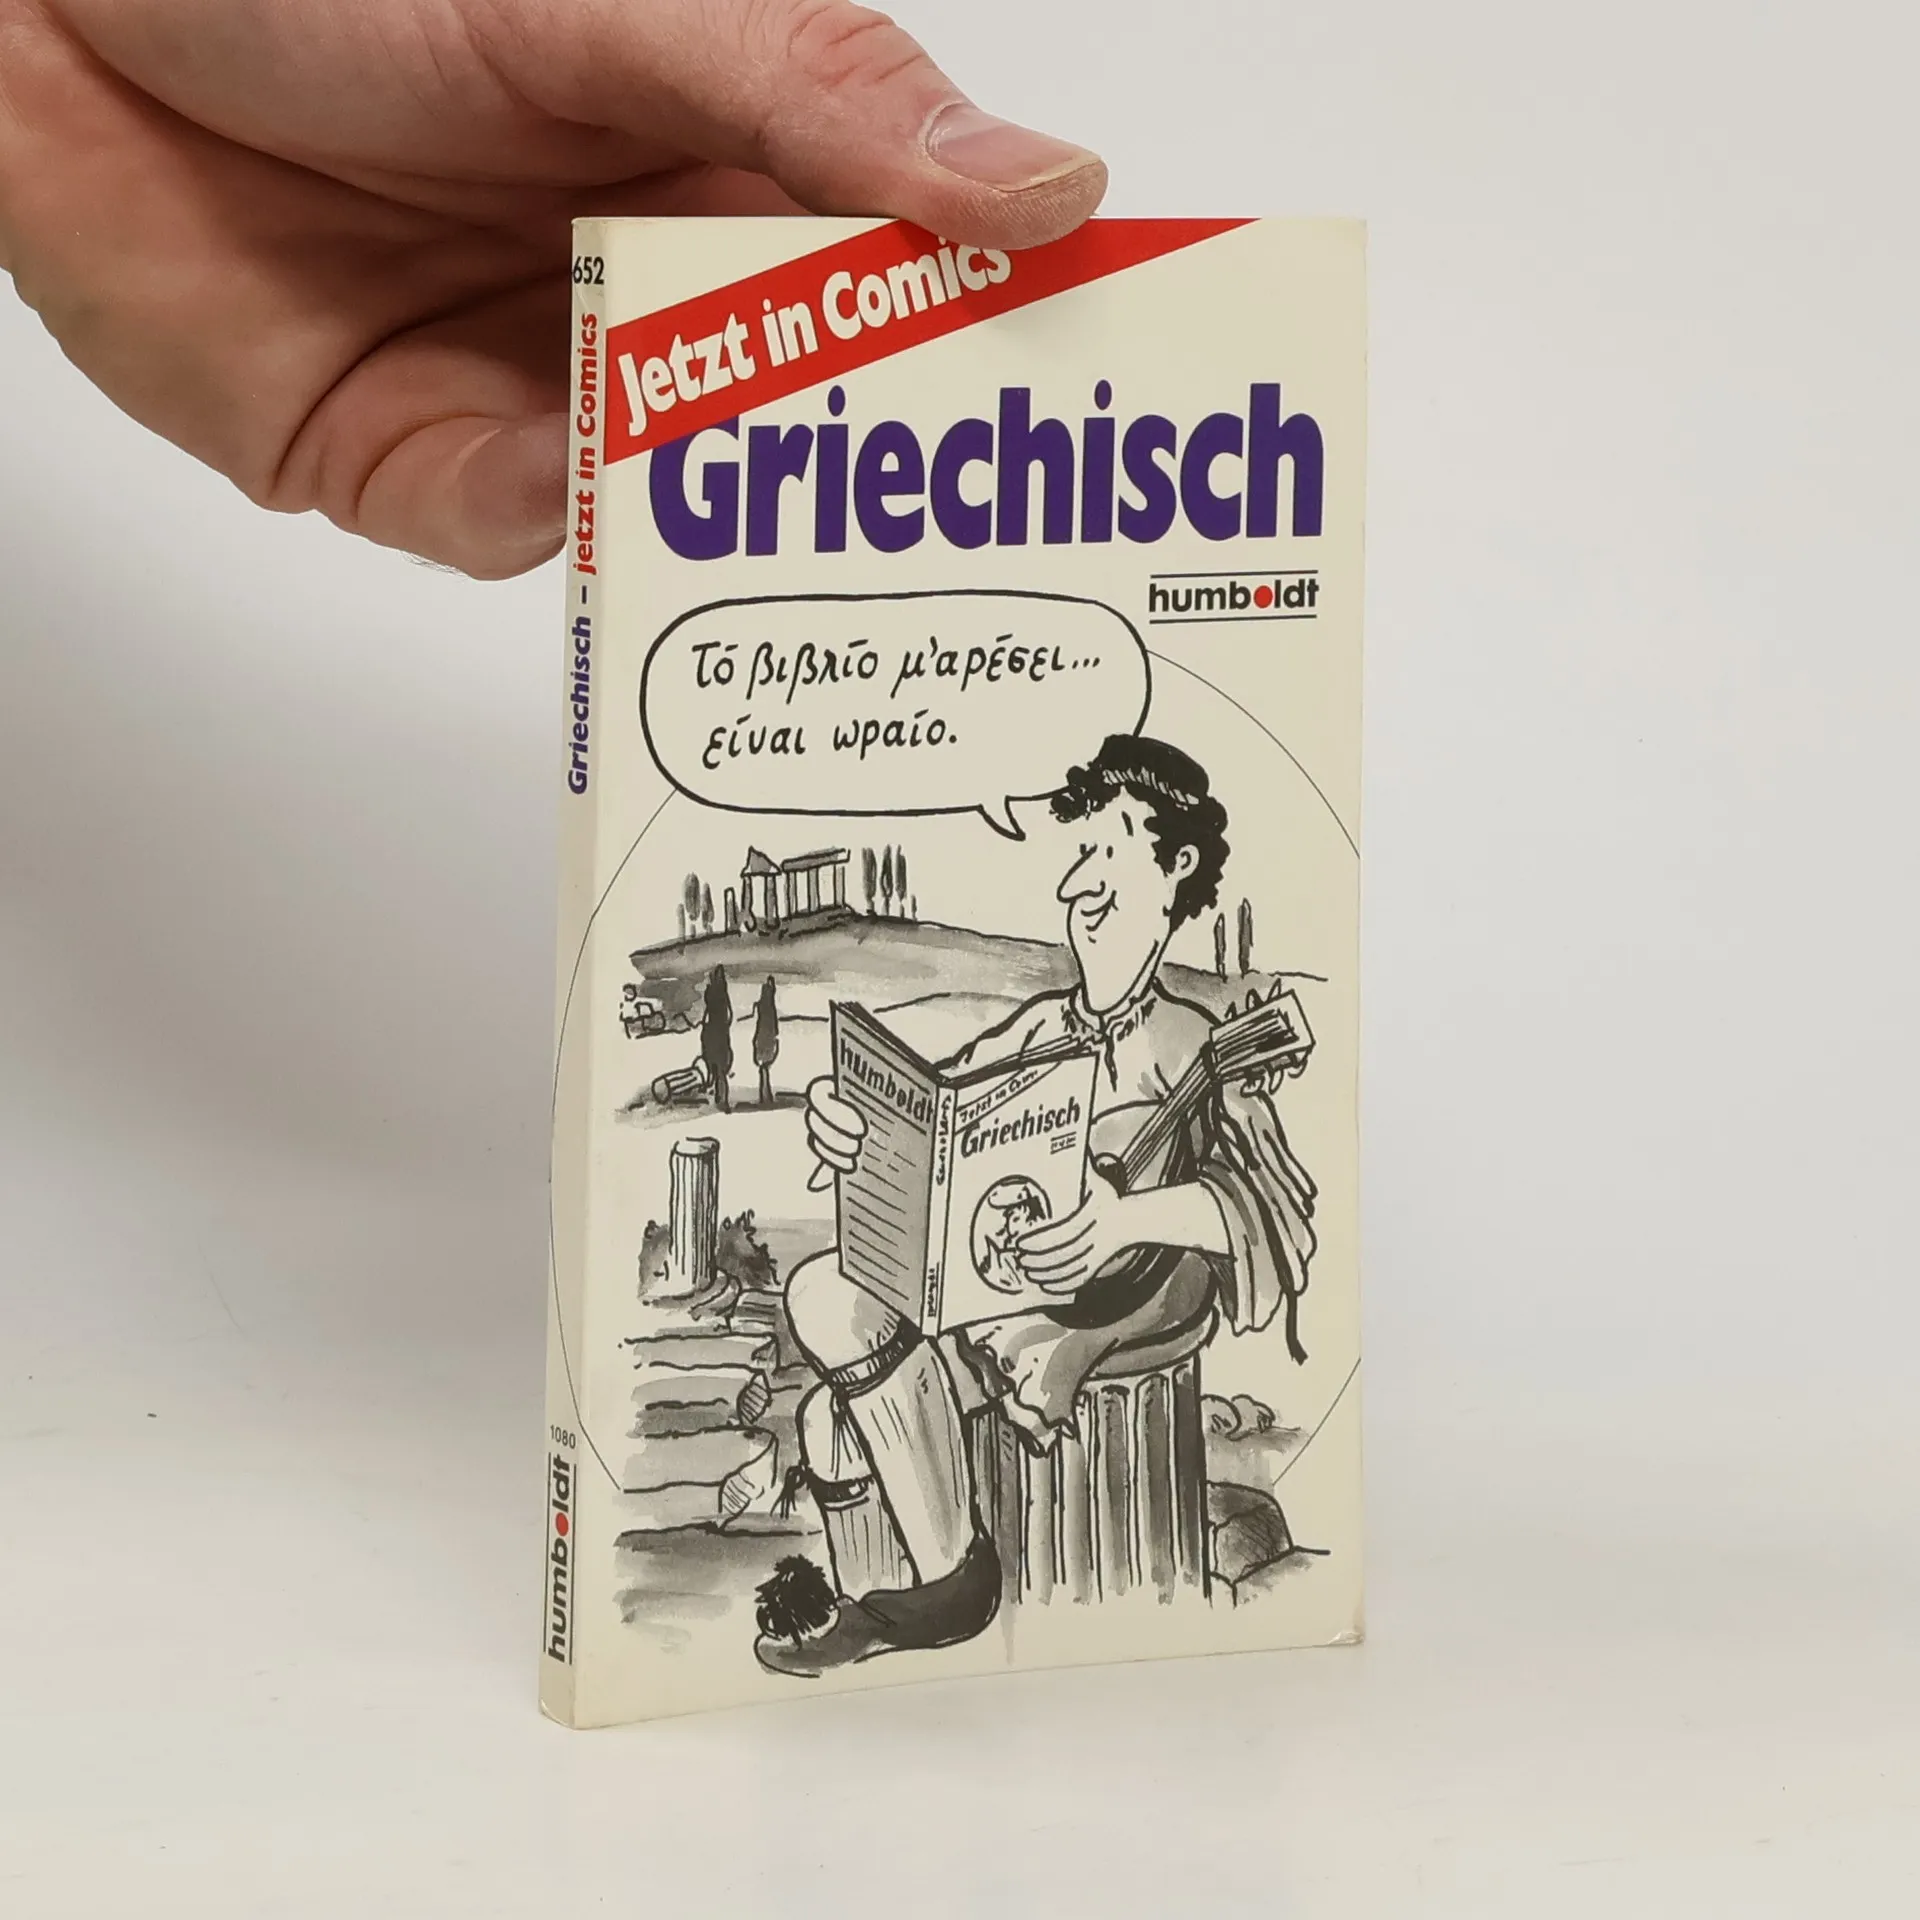 652
Griechisch – jetzt in Comics
1080
humboldt
Jetzt in Comics
Griechisch
humboldt
Τό βιβλίο μ'αρέσει...
είναι ωραίο.
humboldt
Jetzt in
Griechisch